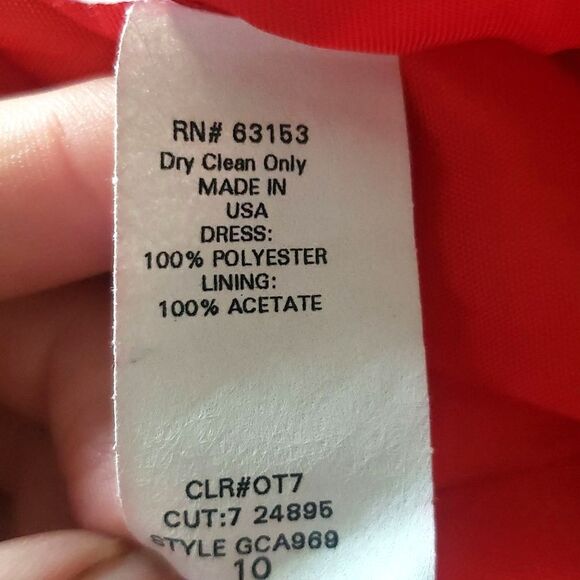 RN# 63153
Dry Clean Only
MADE IN
USA
DRESS:
100% POLYESTER
LINING:
100% ACETATE
CLR#OT7
CUT:7 24895
STYLE GCA969
10